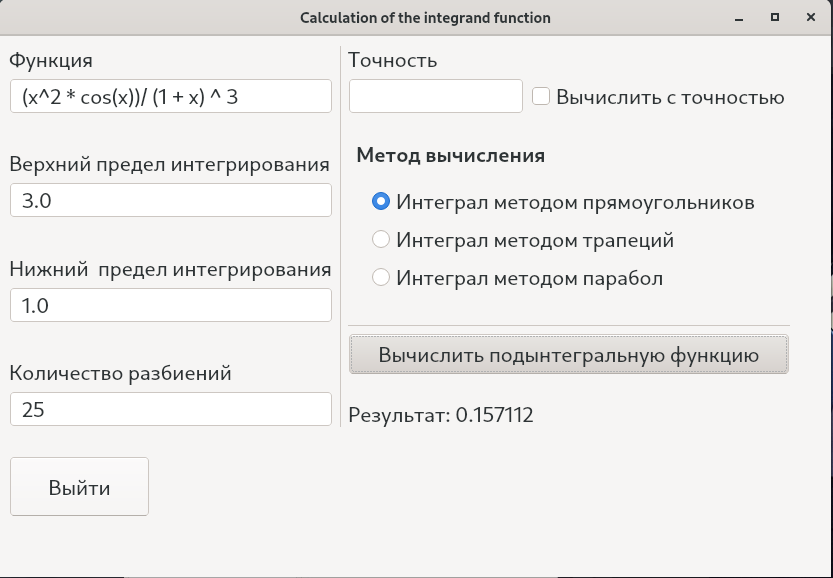 Calculation of the integrand function
Функция
(x^2 * cos(x))/ (1 + x) ^ 3
Верхний предел интегрирования
3.0
Нижний  предел интегрирования
1.0
Количество разбиений
25
Выйти
Точность
Вычислить с точностью
Метод вычисления
Интеграл методом прямоугольников
Интеграл методом трапеций
Интеграл методом парабол
Вычислить подынтегральную функцию
Результат: 0.157112